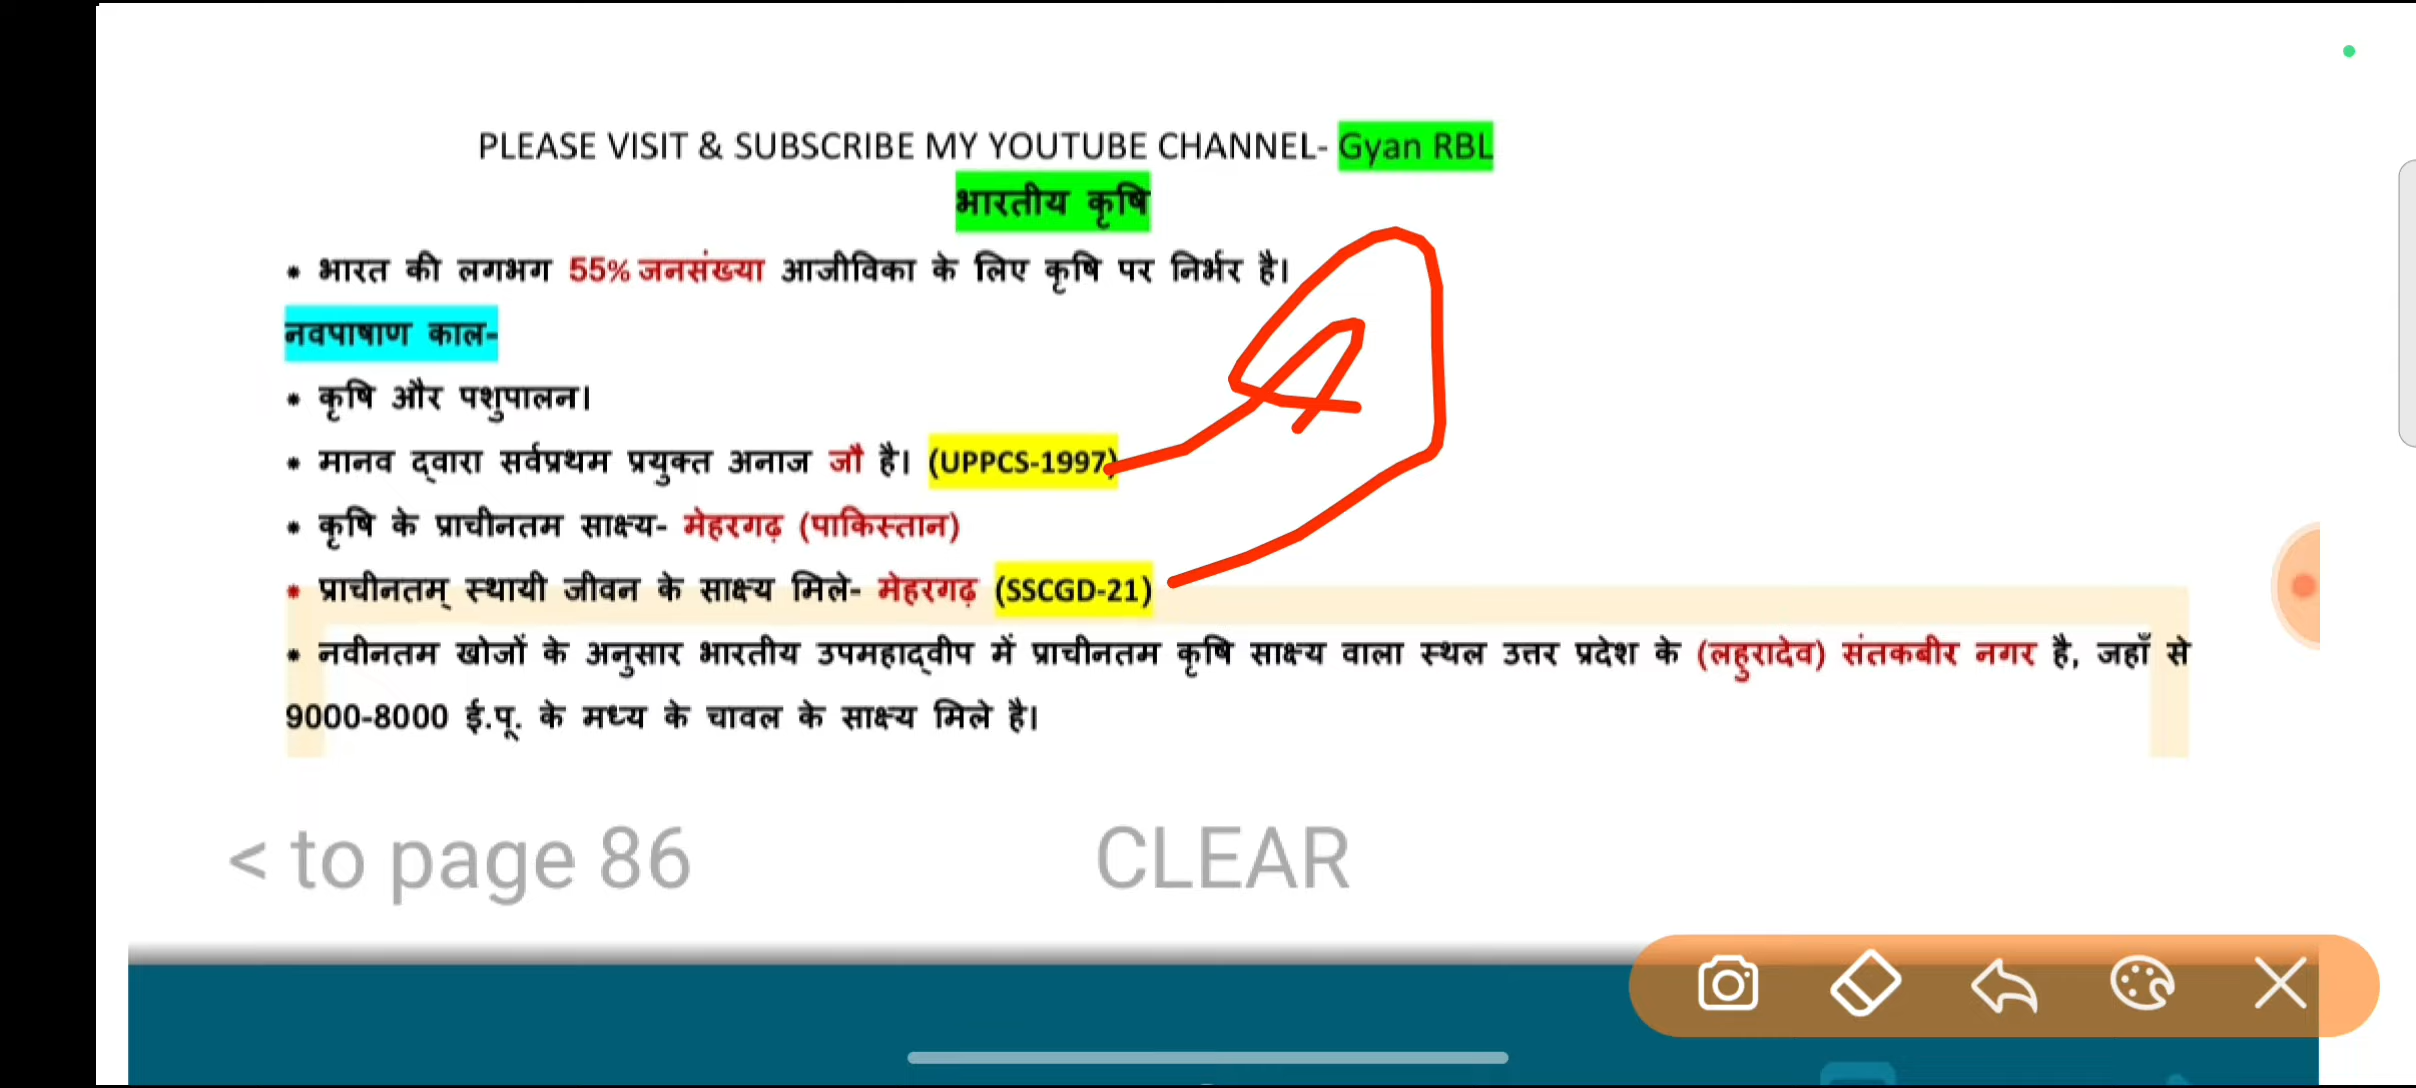 PLEASE VISIT & SUBSCRIBE MY YOUTUBE CHANNEL- Gyan RBL
भारतीय कृषि
* भारत की लगभग 55% जनसंख्या आजीविका के लिए कृषि पर निर्भर है।
नवपाषाण काल-
* कृषि और पशुपालन।
* मानव द्वारा सर्वप्रथम प्रयुक्त अनाज जौ है। (UPPCS-1997)
* कृषि के प्राचीनतम साक्ष्य- मेहरगढ़ (पाकिस्तान)
* प्राचीनतम् स्थायी जीवन के साक्ष्य मिले- मेहरगढ़ (SSCGD-21)
* नवीनतम खोजों के अनुसार भारतीय उपमहाद्वीप में प्राचीनतम कृषि साक्ष्य वाला स्थल उत्तर प्रदेश के (लहुरादेव) संतकबीर नगर है, जहाँ से
9000-8000 ई.पू. के मध्य के चावल के साक्ष्य मिले है।
< to page 86 CLEAR